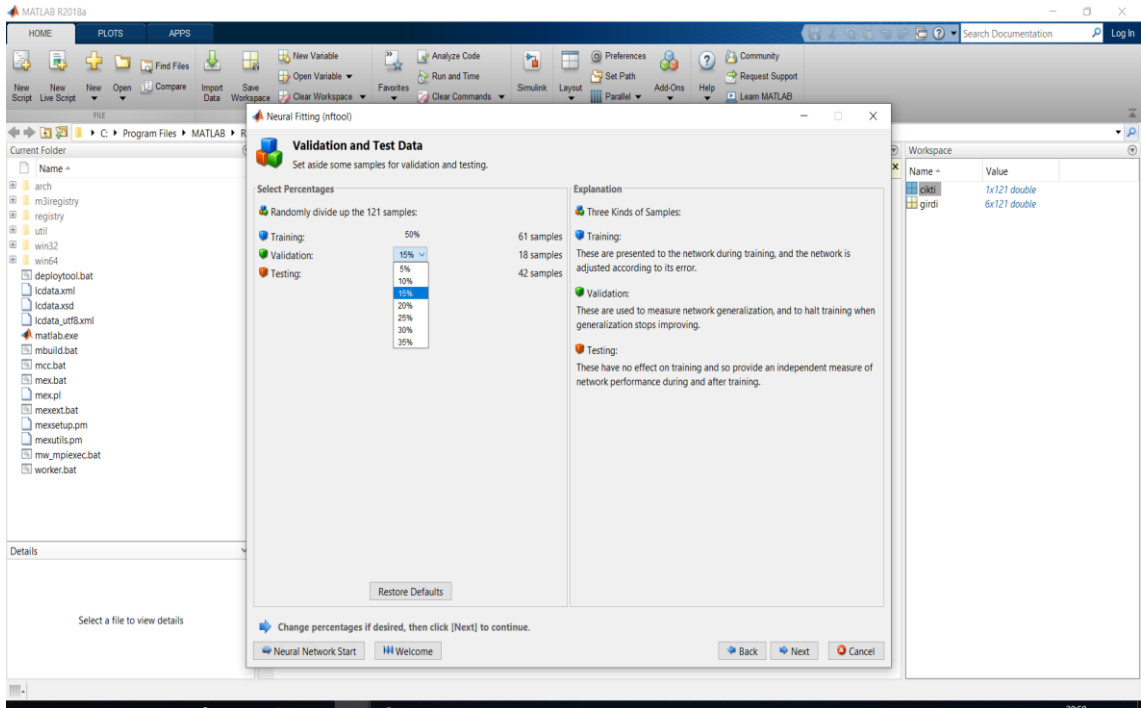 MATLAB R2018a
HOME PLOTS APPS
Search Documentation Log In
New Script
New Live Script
New
Open
Find Files
Compare
Import Data
Save Workspace
New Variable
Open Variable
Clear Workspace
Favorites
Analyze Code
Run and Time
Clear Commands
Simulink
Layout
Preferences
Set Path
Parallel
Add-Ons
Help
Community
Request Support
Learn MATLAB
FILE
C: ▸ Program Files ▸ MATLAB ▸ R
Current Folder
Name
arch
m3iregistry
registry
util
win32
win64
deploytool.bat
lcdata.xml
lcdata.xsd
lcdata_utf8.xml
matlab.exe
mbuild.bat
mcc.bat
mex.bat
mex.pl
mexext.bat
mexsetup.pm
mexutils.pm
mw_mpiexec.bat
worker.bat
Details
Select a file to view details
Neural Fitting (nftool)
Validation and Test Data
Set aside some samples for validation and testing.
Select Percentages
Randomly divide up the 121 samples:
Training: 50% 61 samples
Validation: 15% 18 samples
Testing: 42 samples
5%
10%
15%
20%
25%
30%
35%
Restore Defaults
Explanation
Three Kinds of Samples:
Training:
These are presented to the network during training, and the network is
adjusted according to its error.
Validation:
These are used to measure network generalization, and to halt training when
generalization stops improving.
Testing:
These have no effect on training and so provide an independent measure of
network performance during and after training.
Change percentages if desired, then click [Next] to continue.
Neural Network Start Welcome Back Next Cancel
Workspace
Name Value
cikti 1x121 double
girdi 6x121 double